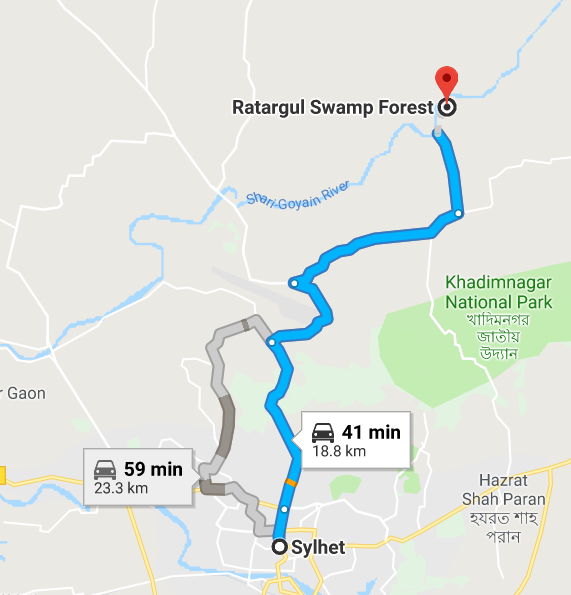 Ratargul Swamp Forest
Shari-Goyain River
Khadimnagar
National Park
খাদিমনগর
জাতীয়
উদ্যান
r Gaon
41 min
18.8 km
59 min
23.3 km
Hazrat
Shah Paran
হযরত শাহ
পরান
Sylhet